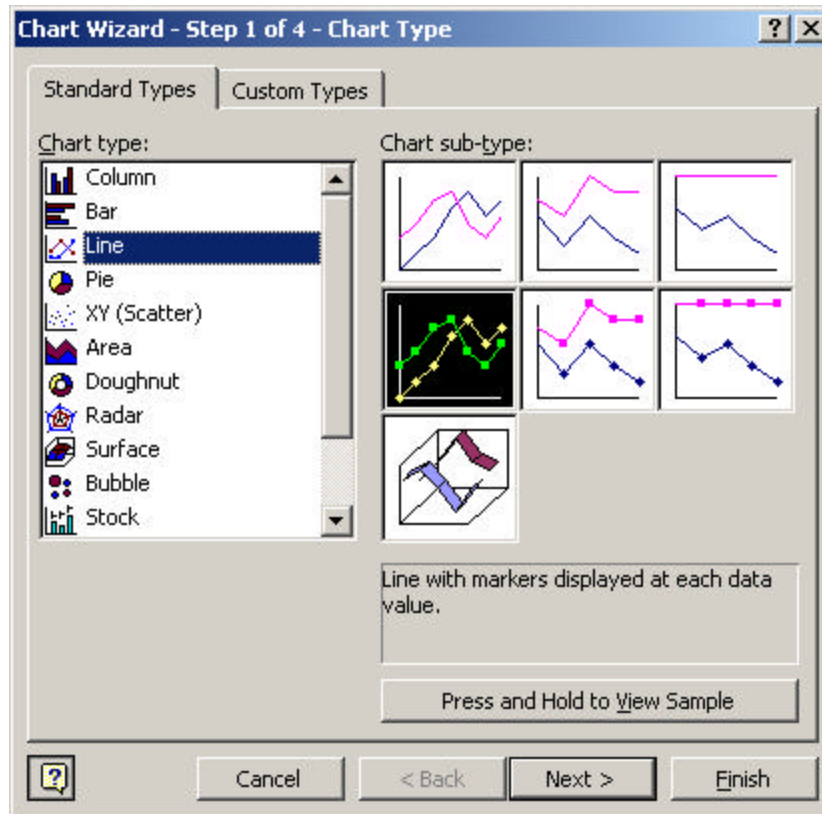 Chart Wizard - Step 1 of 4 - Chart Type
Standard Types
Custom Types
Chart type:
Column
Bar
Line
Pie
XY (Scatter)
Area
Doughnut
Radar
Surface
Bubble
Stock
Chart sub-type:
Line with markers displayed at each data
value.
Press and Hold to View Sample
Cancel
< Back
Next >
Finish